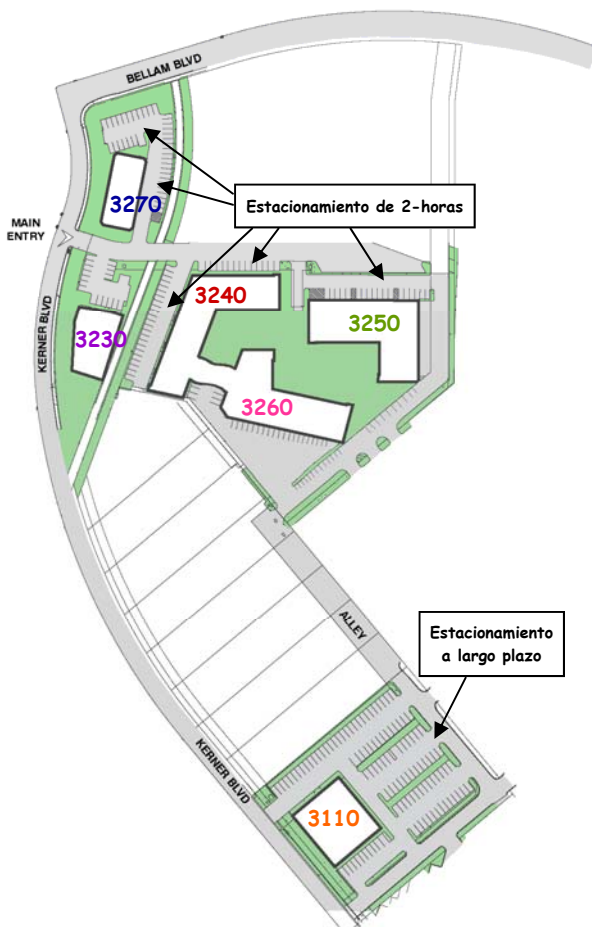 BELLAM BLVD
3270
Estacionamiento de 2-horas
MAIN
ENTRY
3240
3250
3230
KERNER BLVD
3260
ALLEY
Estacionamiento
a largo plazo
KERNER BLVD
3110